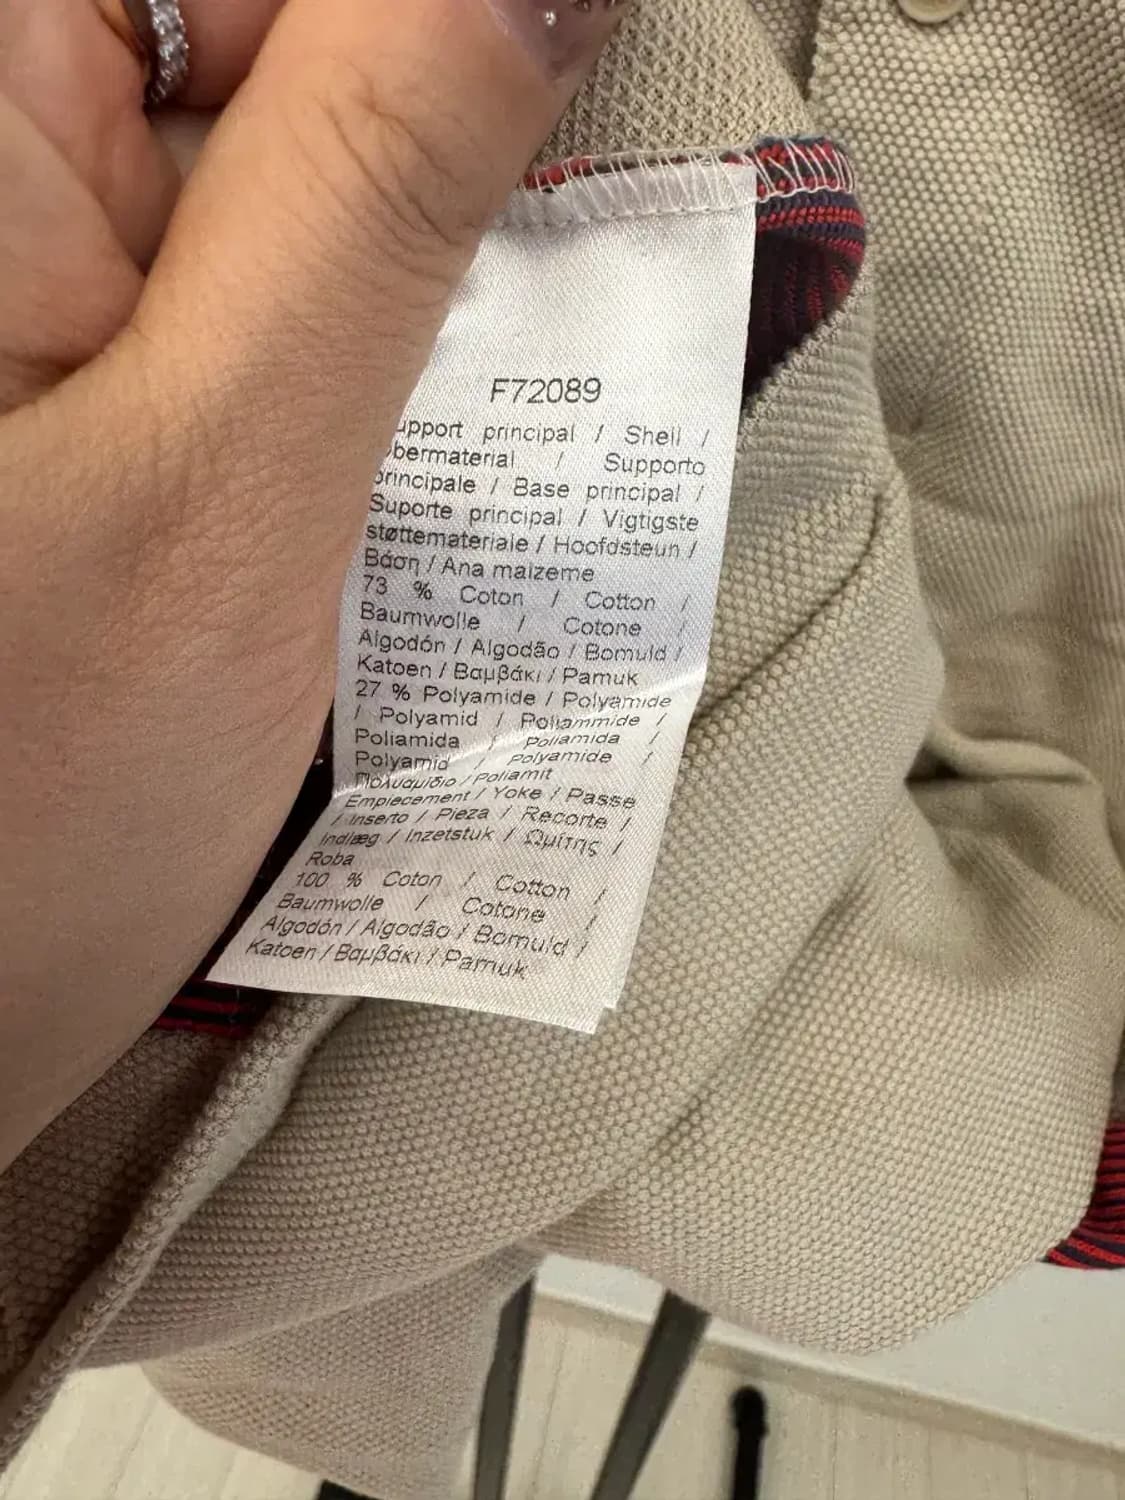 F72089
upport principal / Shell /
bermaterial / Supporto
principale / Base principal /
Suporte principal / Vigtigste
støttemateriale / Hoofdsteun /
Βάση / Ana malzeme
73 % Coton / Cotton /
Baumwolle / Cotone /
Algodón / Algodão / Bomuld /
Katoen / Βαμβάκι / Pamuk
27 % Polyamide / Polyamide
/ Polyamid / Poliammide /
Poliamida / Poliamida /
Polyamid / Polyamide /
Πολυαμίδιο / Poliamit
Empiecement / Yoke / Passe
/ Inserto / Pieza / Recorte /
Indlæg / Inzetstuk / Ωμίτης /
Roba
100 % Coton / Cotton /
Baumwolle / Cotone /
Algodón / Algodão / Bomuld /
Katoen / Βαμβάκι / Pamuk